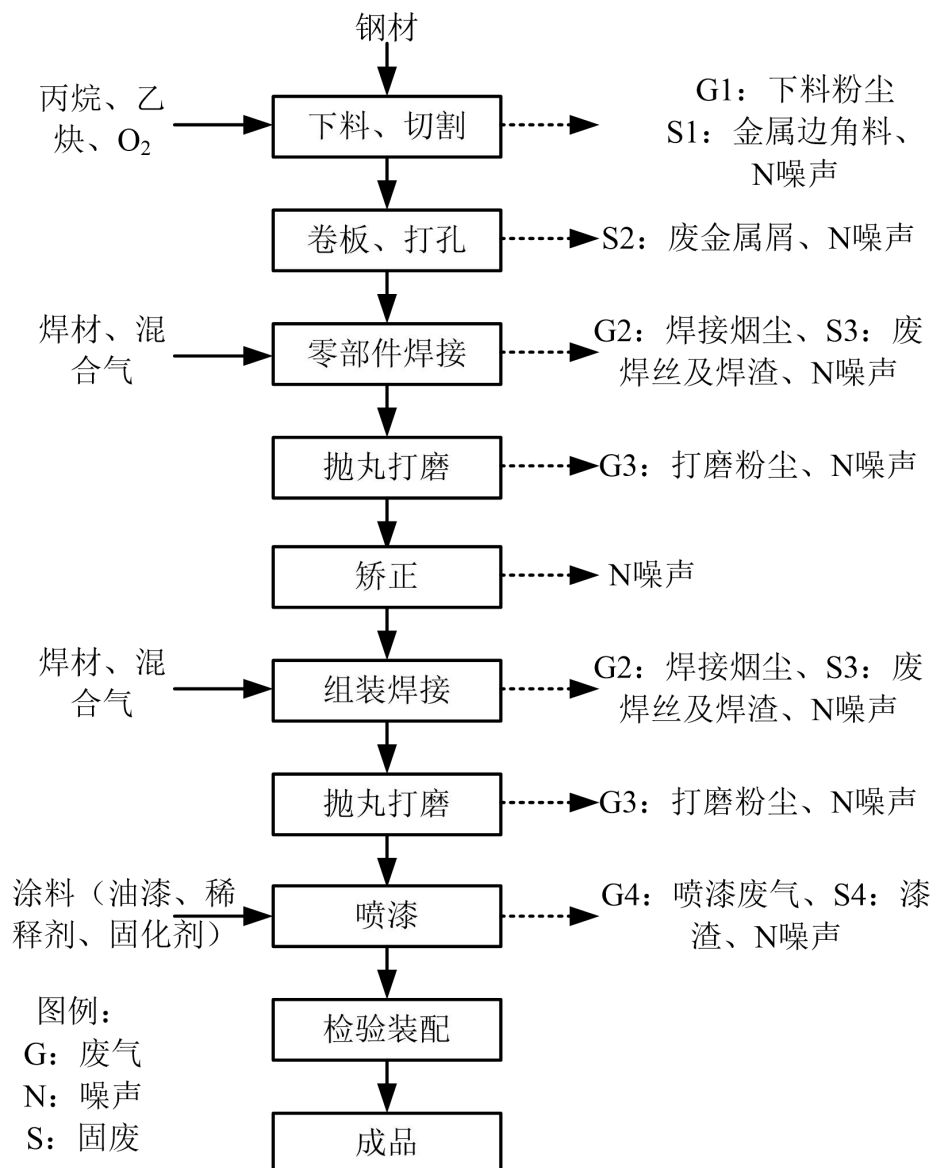 钢材
丙烷、乙
炔、O₂
下料、切割
G1：下料粉尘
S1：金属边角料、
N噪声
卷板、打孔
S2：废金属屑、N噪声
焊材、混
合气
零部件焊接
G2：焊接烟尘、S3：废
焊丝及焊渣、N噪声
抛丸打磨
G3：打磨粉尘、N噪声
矫正
N噪声
焊材、混
合气
组装焊接
G2：焊接烟尘、S3：废
焊丝及焊渣、N噪声
抛丸打磨
G3：打磨粉尘、N噪声
涂料（油漆、稀
释剂、固化剂）
喷漆
G4：喷漆废气、S4：漆
渣、N噪声
检验装配
成品
图例：
G：废气
N：噪声
S：固废